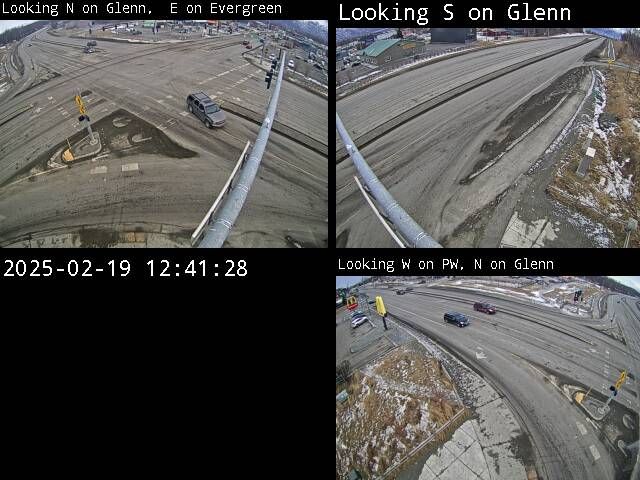 Looking N on Glenn,  E on Evergreen
Looking S on Glenn
2025-02-19 12:41:28
Looking W on PW, N on Glenn